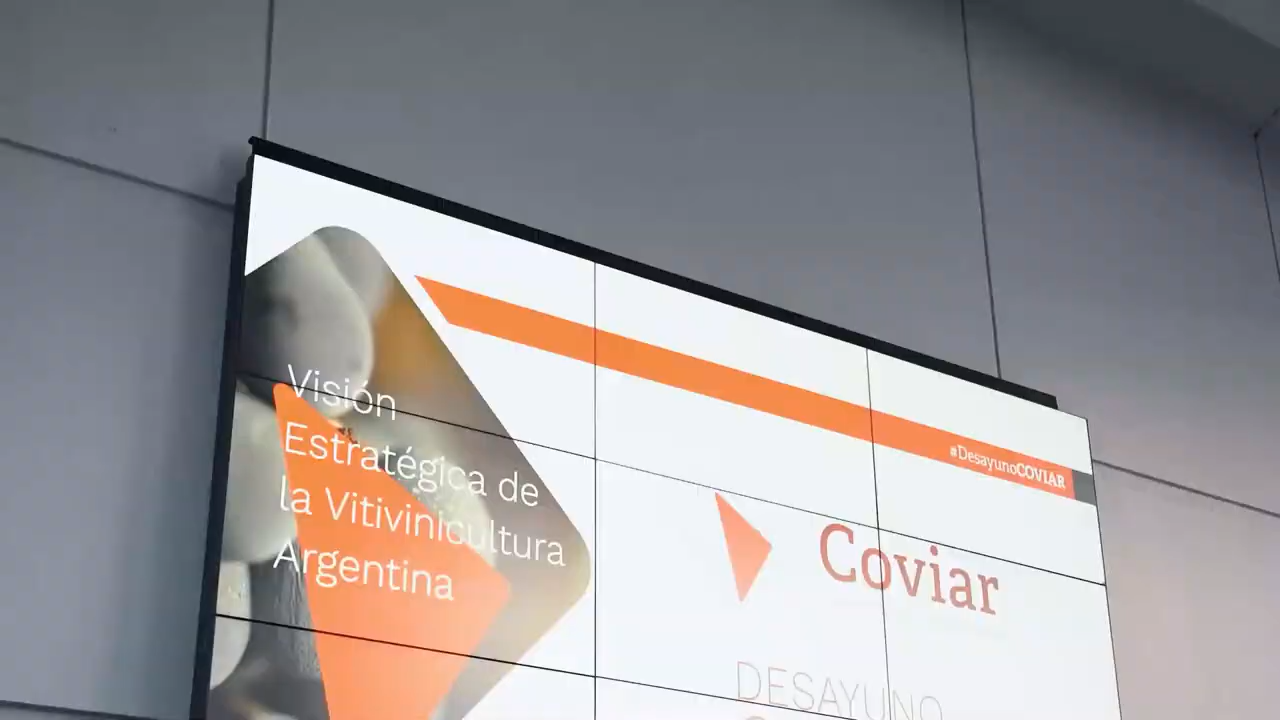 Visión
Estratégica de
la Vitivinicultura
Argentina
#DesayunoCOVIAR
Coviar
DESAYUNO